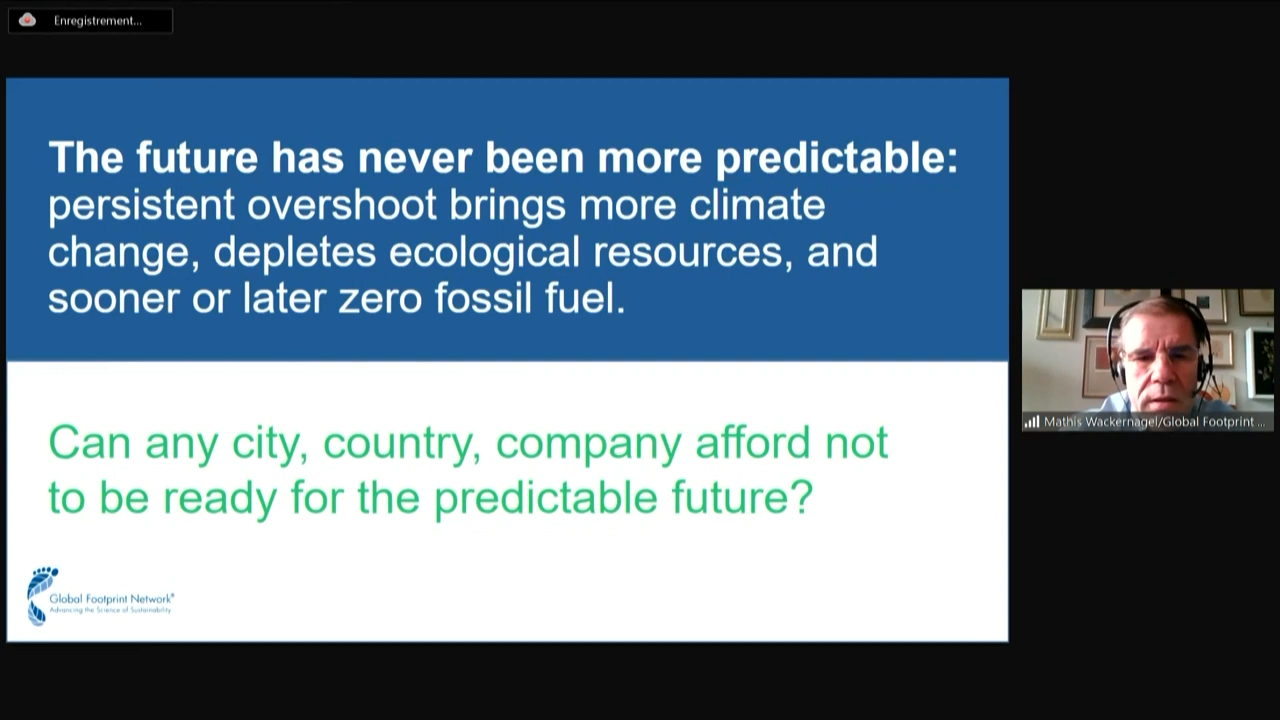 Enregistrement...
The future has never been more predictable:
persistent overshoot brings more climate
change, depletes ecological resources, and
sooner or later zero fossil fuel.
Can any city, country, company afford not
to be ready for the predictable future?
Global Footprint Network®
Advancing the Science of Sustainability
Mathis Wackernagel/Global Footprint ...